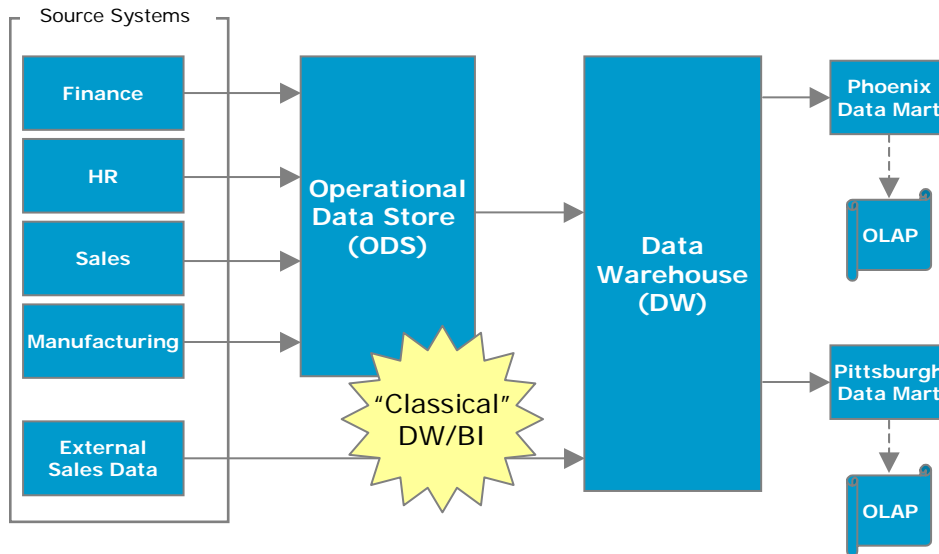 Source Systems
Finance
HR
Sales
Manufacturing
External
Sales Data
Operational
Data Store
(ODS)
“Classical”
DW/BI
Data
Warehouse
(DW)
Phoenix
Data Mart
OLAP
Pittsburgh
Data Mart
OLAP